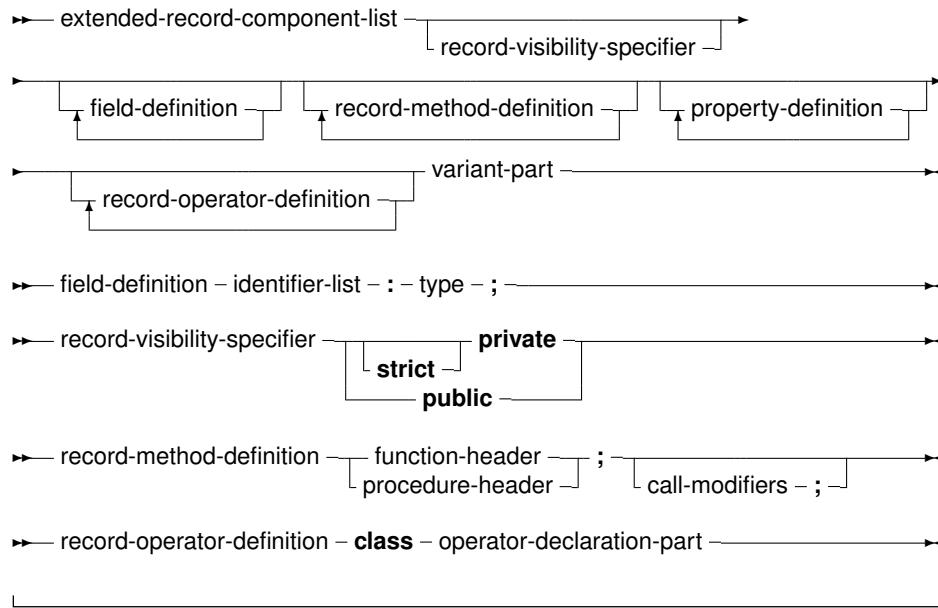 extended-record-component-list
record-visibility-specifier
field-definition record-method-definition property-definition
variant-part
record-operator-definition
field-definition identifier-list : type ;
record-visibility-specifier private
strict
public
record-method-definition function-header ;
procedure-header call-modifiers ;
record-operator-definition class operator-declaration-part